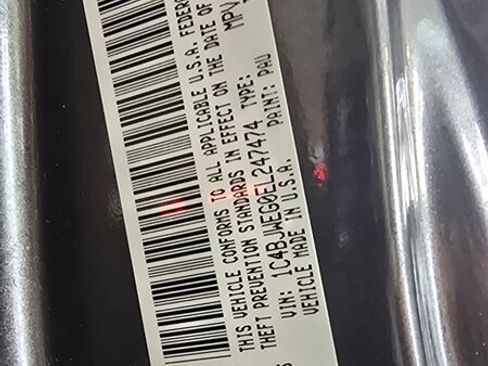 THIS VEHICLE CONFORMS TO ALL APPLICABLE U.S.A. FEDERA
THEFT PREVENTION STANDARDS IN EFFECT ON THE DATE OF
VIN: 1C4BJWEG0EL247474 TYPE: MPV
VEHICLE MADE IN U.S.A. PAINT: PAU